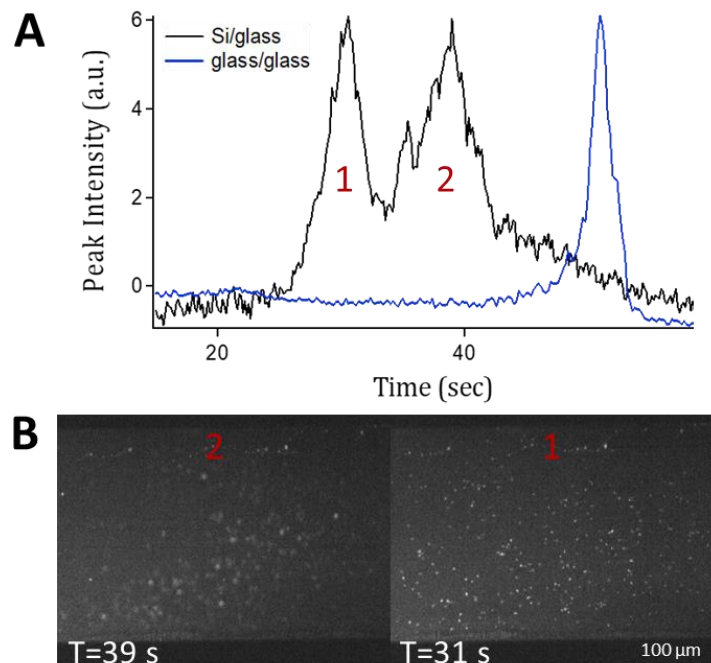 A
Si/glass
glass/glass
Peak Intensity (a.u.)
6
4
2
0
1
2
20
40
Time (sec)
B
2
1
T=39 s
T=31 s
100 µm